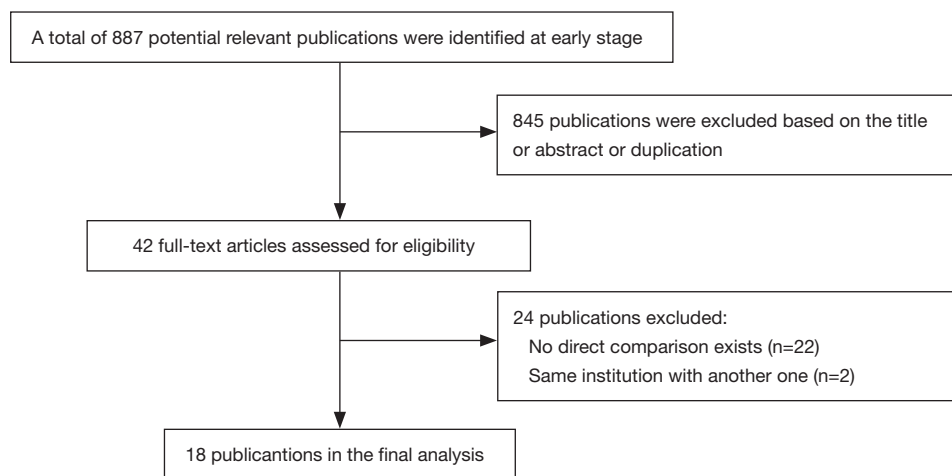 A total of 887 potential relevant publications were identified at early stage
845 publications were excluded based on the title
or abstract or duplication
42 full-text articles assessed for eligibility
24 publications excluded:
No direct comparison exists (n=22)
Same institution with another one (n=2)
18 publicantions in the final analysis